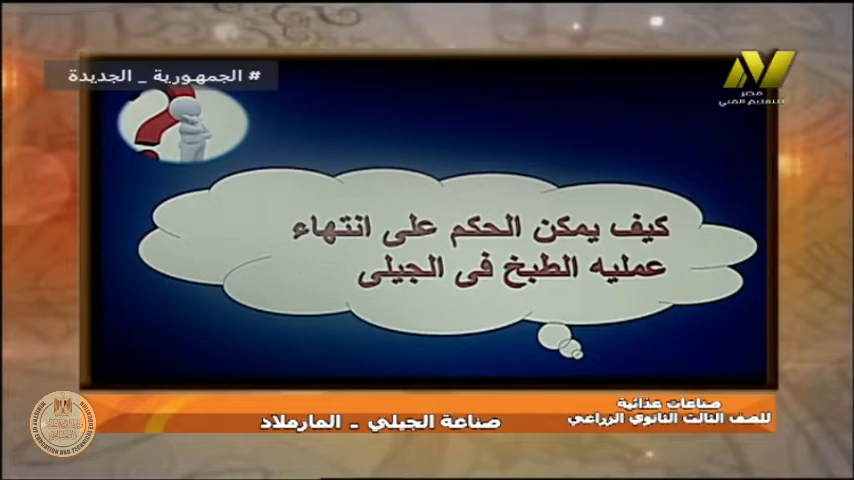 # الجمهورية _ الجديدة
مصر
التعليم الفني
كيف يمكن الحكم على انتهاء
عمليه الطبخ فى الجيلى
صناعات غذائية
للصف الثالث الثانوي الزراعي
صناعة الجيلي - المارملاد